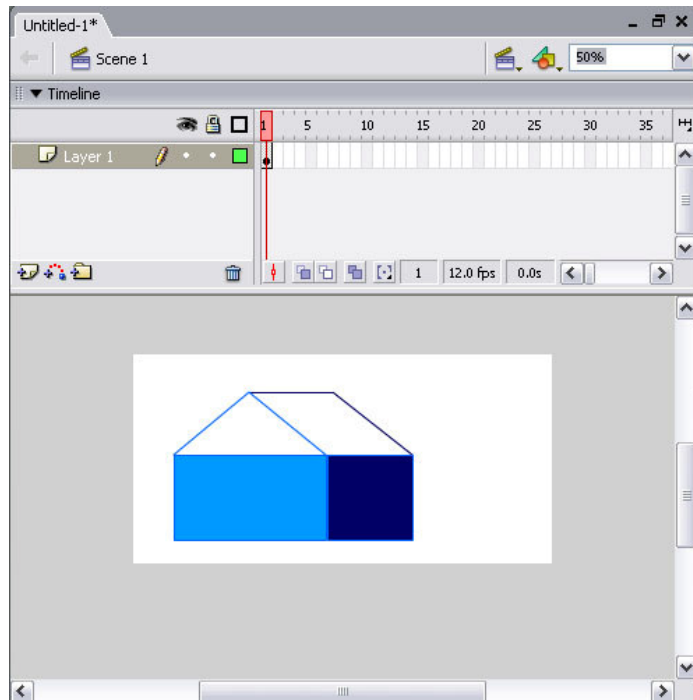 Untitled-1*
Scene 1
50%
Timeline
1 5 10 15 20 25 30 35
Layer 1
1 12.0 fps 0.0s